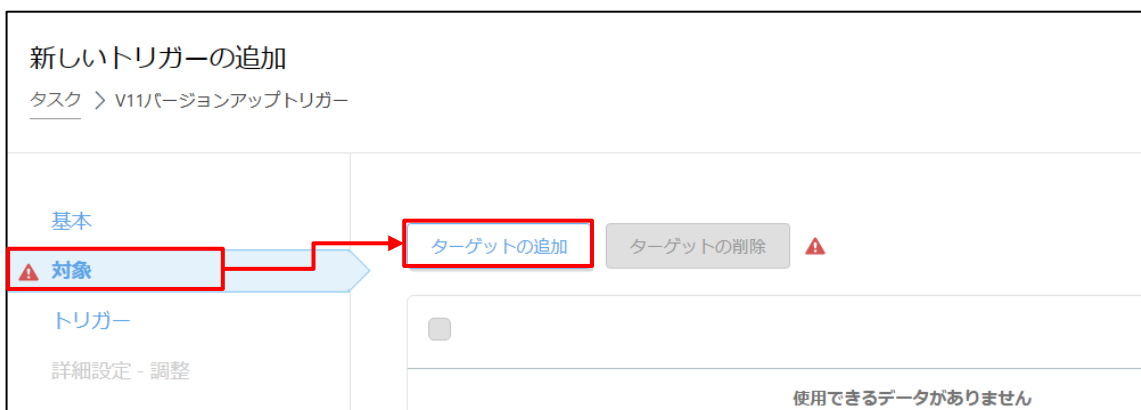 新しいトリガーの追加
タスク > V11バージョンアップトリガー
基本
対象
トリガー
詳細設定 - 調整
ターゲットの追加 ターゲットの削除
使用できるデータがありません